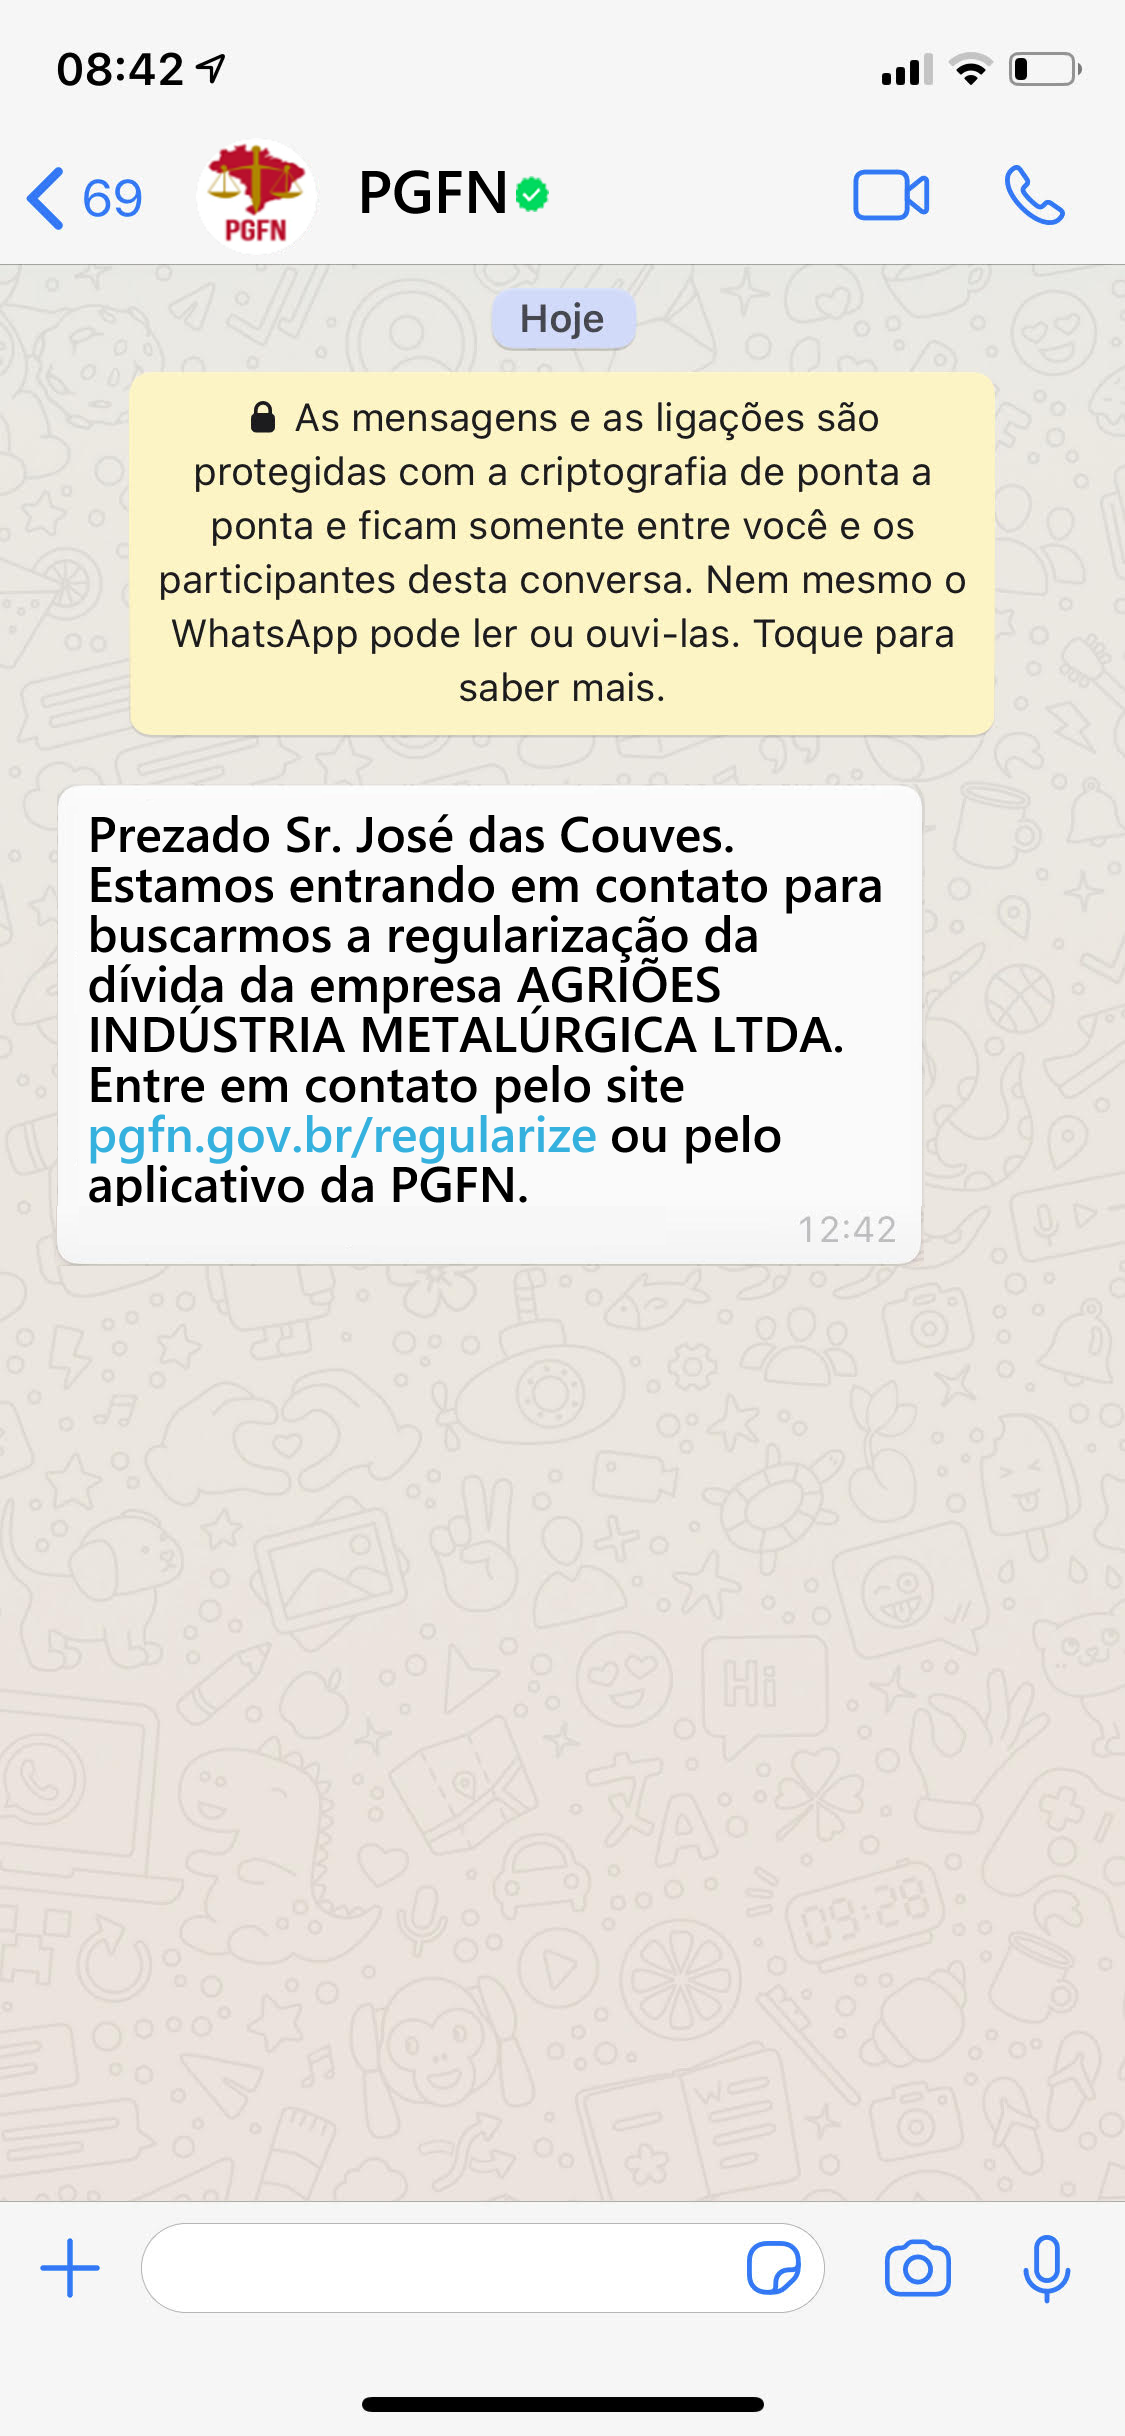 08:42
69
PGFN
PGFN
Hoje
As mensagens e as ligações são
protegidas com a criptografia de ponta a
ponta e ficam somente entre você e os
participantes desta conversa. Nem mesmo o
WhatsApp pode ler ou ouvi-las. Toque para
saber mais.
Prezado Sr. José das Couves.
Estamos entrando em contato para
buscarmos a regularização da
dívida da empresa AGRIÕES
INDÚSTRIA METALÚRGICA LTDA.
Entre em contato pelo site
pgfn.gov.br/regularize ou pelo
aplicativo da PGFN.
12:42
Hi
09:28